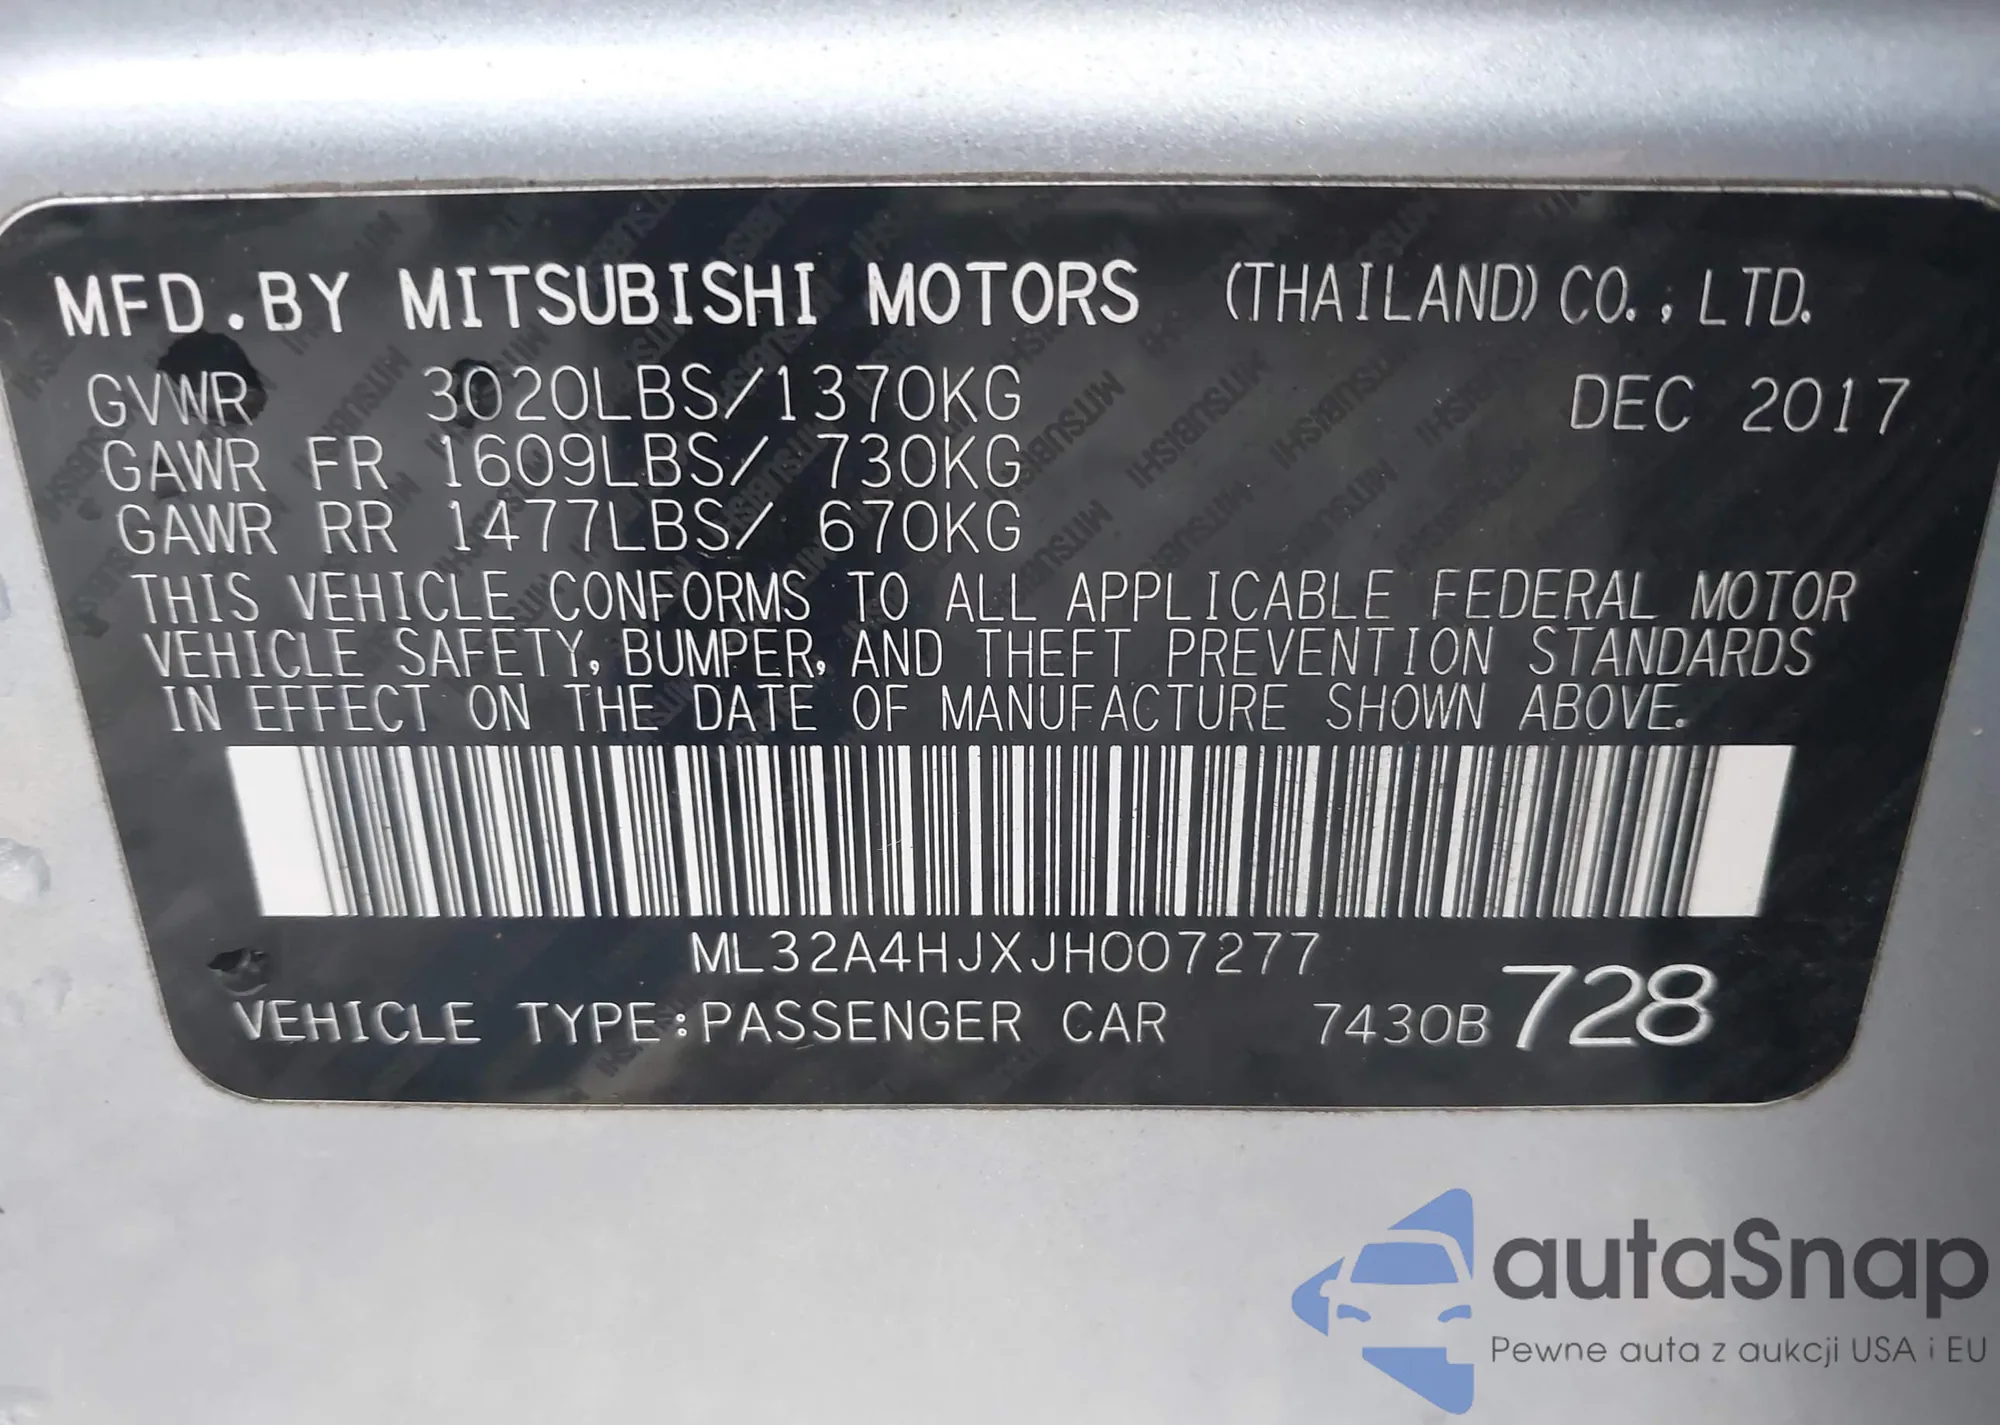 MFD.BY MITSUBISHI MOTORS (THAILAND) CO., LTD.
GVWR 3020LBS/1370KG DEC 2017
GAWR FR 1609LBS/ 730KG
GAWR RR 1477LBS/ 670KG
THIS VEHICLE CONFORMS TO ALL APPLICABLE FEDERAL MOTOR
VEHICLE SAFETY, BUMPER, AND THEFT PREVENTION STANDARDS
IN EFFECT ON THE DATE OF MANUFACTURE SHOWN ABOVE.
ML32A4HJXJH007277
VEHICLE TYPE:PASSENGER CAR 7430B 728
autaSnap
Pewne auta z aukcji USA i EU